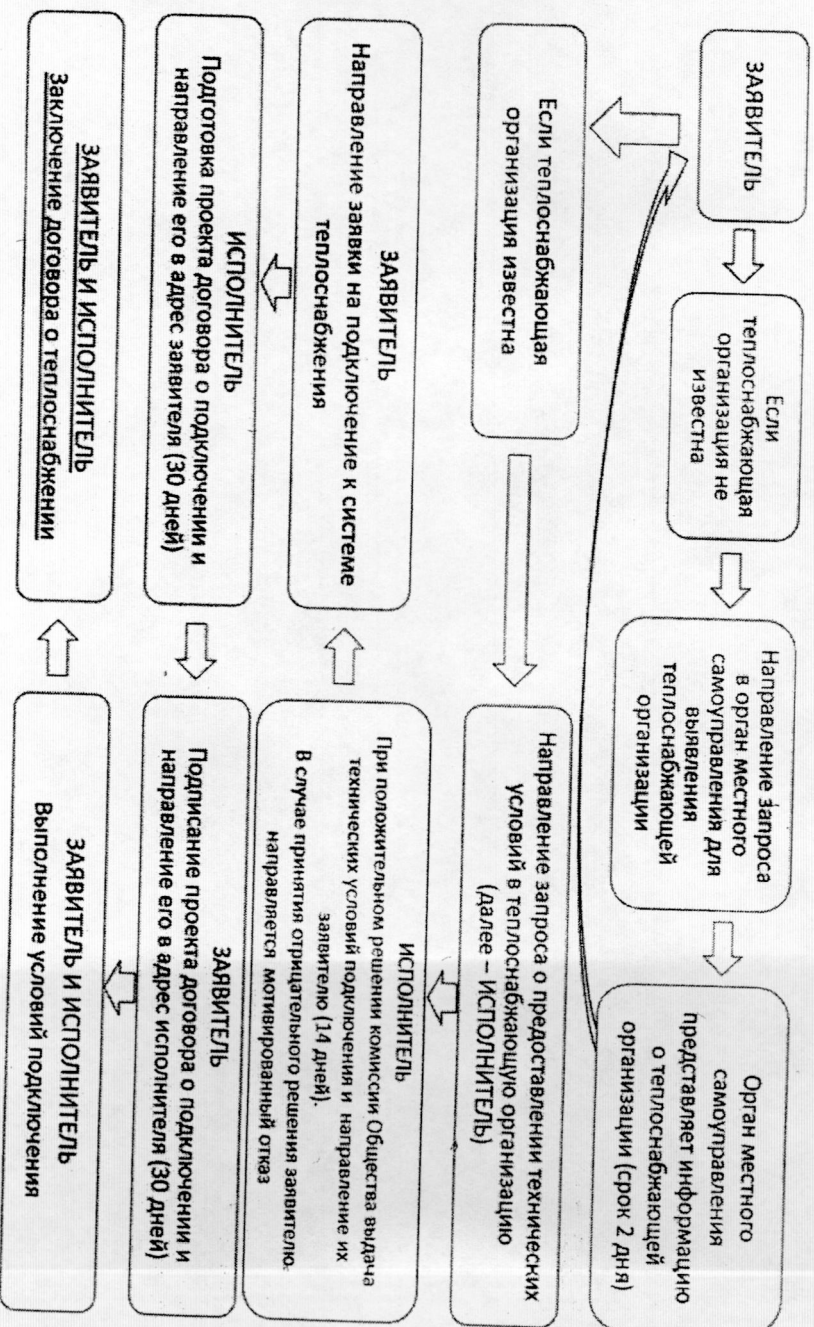 ЗАЯВИТЕЛЬ
Если
теплоснабжающая
организация не
известна
Направление запроса
в орган местного
самоуправления для
выявления
теплоснабжающей
организации
Орган местного
самоуправления
представляет информацию
о теплоснабжающей
организации (срок 2 дня)
Если теплоснабжающая
организация известна
Направление запроса о предоставлении технических
условий в теплоснабжающую организацию
(далее – ИСПОЛНИТЕЛЬ)
ИСПОЛНИТЕЛЬ
При положительном решении комиссии Общества выдача
технических условий подключения и направление их
заявителю (14 дней).
В случае принятия отрицательного решения заявителю
направляется мотивированный отказ
ЗАЯВИТЕЛЬ
Направление заявки на подключение к системе
теплоснабжения
ИСПОЛНИТЕЛЬ
Подготовка проекта договора о подключении и
направление его в адрес заявителя (30 дней)
ЗАЯВИТЕЛЬ
Подписание проекта договора о подключении и
направление его в адрес исполнителя (30 дней)
ЗАЯВИТЕЛЬ И ИСПОЛНИТЕЛЬ
Выполнение условий подключения
ЗАЯВИТЕЛЬ И ИСПОЛНИТЕЛЬ
Заключение договора о теплоснабжении